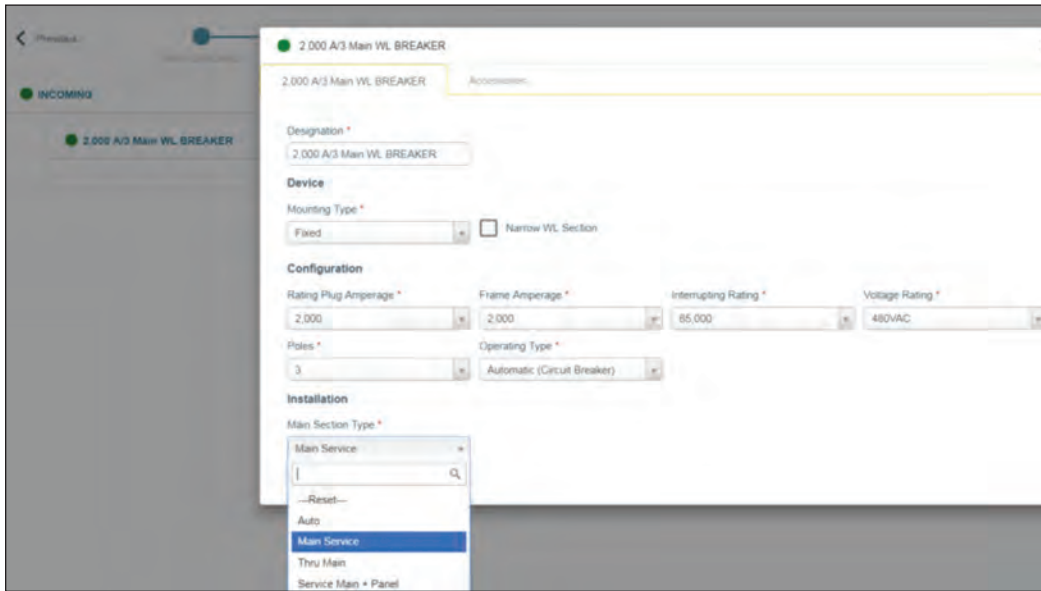 Previous
2.000 A/3 Main WL BREAKER
2.000 A/3 Main WL BREAKER Accessories
INCOMING
2.000 A/3 Main WL BREAKER
Designation *
2.000 A/3 Main WL BREAKER
Device
Mounting Type *
Fixed Narrow WL Section
Configuration
Rating Plug Amperage * Frame Amperage * Interrupting Rating * Voltage Rating *
2,000 2,000 65,000 480VAC
Poles * Operating Type *
3 Automatic (Circuit Breaker)
Installation
Main Section Type *
Main Service
---Reset---
Auto
Main Service
Thru Main
Service Main + Panel